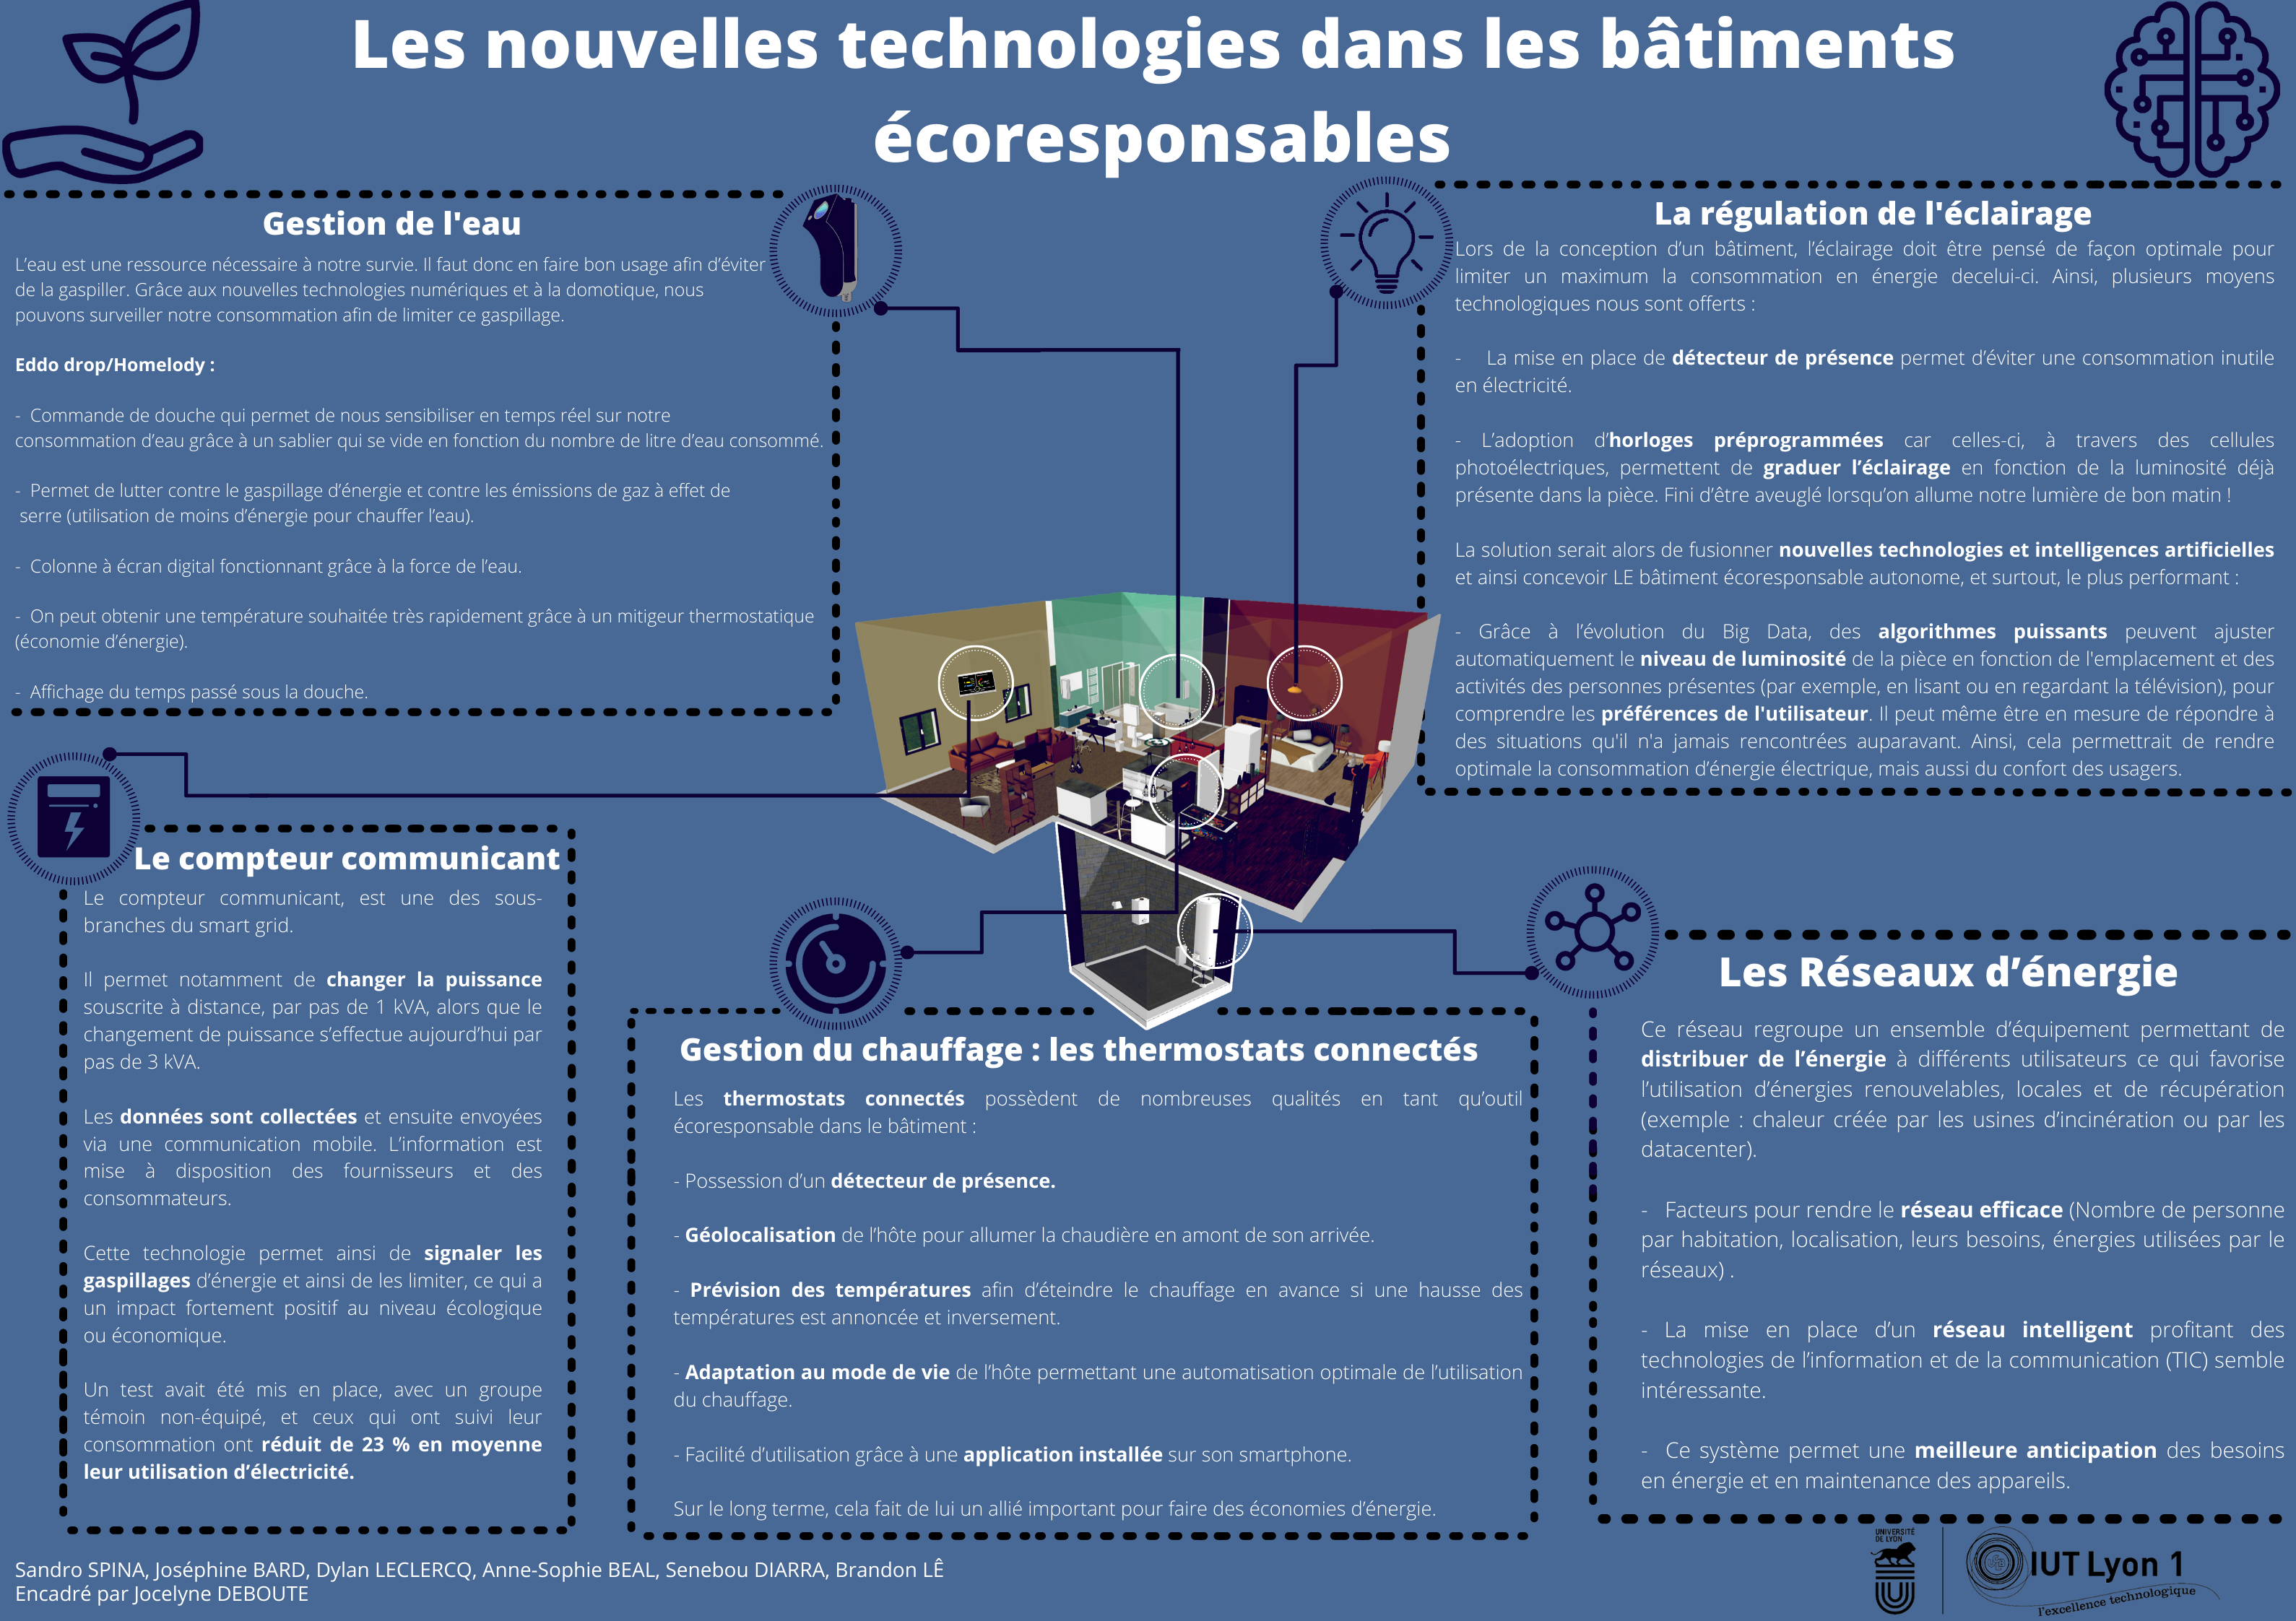 Les nouvelles technologies dans les bâtiments
écoresponsables
Gestion de l'eau
L'eau est une ressource nécessaire à notre survie. Il faut donc en faire bon usage afin d'éviter
de la gaspiller. Grâce aux nouvelles technologies numériques et à la domotique, nous
pouvons surveiller notre consommation afin de limiter ce gaspillage.
Eddo drop/Homelody :
- Commande de douche qui permet de nous sensibiliser en temps réel sur notre
consommation d'eau grâce à un sablier qui se vide en fonction du nombre de litre d'eau consommé.
- Permet de lutter contre le gaspillage d'énergie et contre les émissions de gaz à effet de
serre (utilisation de moins d'énergie pour chauffer l'eau).
- Colonne à écran digital fonctionnant grâce à la force de l'eau.
- On peut obtenir une température souhaitée très rapidement grâce à un mitigeur thermostatique
(économie d'énergie).
- Affichage du temps passé sous la douche.
La régulation de l'éclairage
Lors de la conception d'un bâtiment, l'éclairage doit être pensé de façon optimale pour
limiter un maximum la consommation en énergie decelui-ci. Ainsi, plusieurs moyens
technologiques nous sont offerts :
- La mise en place de détecteur de présence permet d'éviter une consommation inutile
en électricité.
- L'adoption d'horloges préprogrammées car celles-ci, à travers des cellules
photoélectriques, permettent de graduer l'éclairage en fonction de la luminosité déjà
présente dans la pièce. Fini d'être aveuglé lorsqu'on allume notre lumière de bon matin !
La solution serait alors de fusionner nouvelles technologies et intelligences artificielles
et ainsi concevoir LE bâtiment écoresponsable autonome, et surtout, le plus performant :
- Grâce à l'évolution du Big Data, des algorithmes puissants peuvent ajuster
automatiquement le niveau de luminosité de la pièce en fonction de l'emplacement et des
activités des personnes présentes (par exemple, en lisant ou en regardant la télévision), pour
comprendre les préférences de l'utilisateur. Il peut même être en mesure de répondre à
des situations qu'il n'a jamais rencontrées auparavant. Ainsi, cela permettrait de rendre
optimale la consommation d'énergie électrique, mais aussi du confort des usagers.
Le compteur communicant
Le compteur communicant, est une des sous-
branches du smart grid.
Il permet notamment de changer la puissance
souscrite à distance, par pas de 1 kVA, alors que le
changement de puissance s'effectue aujourd'hui par
pas de 3 kVA.
Les données sont collectées et ensuite envoyées
via une communication mobile. L'information est
mise à disposition des fournisseurs et des
consommateurs.
Cette technologie permet ainsi de signaler les
gaspillages d'énergie et ainsi de les limiter, ce qui a
un impact fortement positif au niveau écologique
ou économique.
Un test avait été mis en place, avec un groupe
témoin non-équipé, et ceux qui ont suivi leur
consommation ont réduit de 23 % en moyenne
leur utilisation d'électricité.
Gestion du chauffage : les thermostats connectés
Les thermostats connectés possèdent de nombreuses qualités en tant qu'outil
écoresponsable dans le bâtiment :
- Possession d'un détecteur de présence.
- Géolocalisation de l'hôte pour allumer la chaudière en amont de son arrivée.
- Prévision des températures afin d'éteindre le chauffage en avance si une hausse des
températures est annoncée et inversement.
- Adaptation au mode de vie de l'hôte permettant une automatisation optimale de l'utilisation
du chauffage.
- Facilité d'utilisation grâce à une application installée sur son smartphone.
Sur le long terme, cela fait de lui un allié important pour faire des économies d'énergie.
Les Réseaux d'énergie
Ce réseau regroupe un ensemble d'équipement permettant de
distribuer de l'énergie à différents utilisateurs ce qui favorise
l'utilisation d'énergies renouvelables, locales et de récupération
(exemple : chaleur créée par les usines d'incinération ou par les
datacenter).
- Facteurs pour rendre le réseau efficace (Nombre de personne
par habitation, localisation, leurs besoins, énergies utilisées par le
réseaux) .
- La mise en place d'un réseau intelligent profitant des
technologies de l'information et de la communication (TIC) semble
intéressante.
- Ce système permet une meilleure anticipation des besoins
en énergie et en maintenance des appareils.
Sandro SPINA, Joséphine BARD, Dylan LECLERCQ, Anne-Sophie BEAL, Senebou DIARRA, Brandon LÊ
Encadré par Jocelyne DEBOUTE
UNIVERSITÉ
DE LYON
IUT Lyon 1
l'excellence technologique